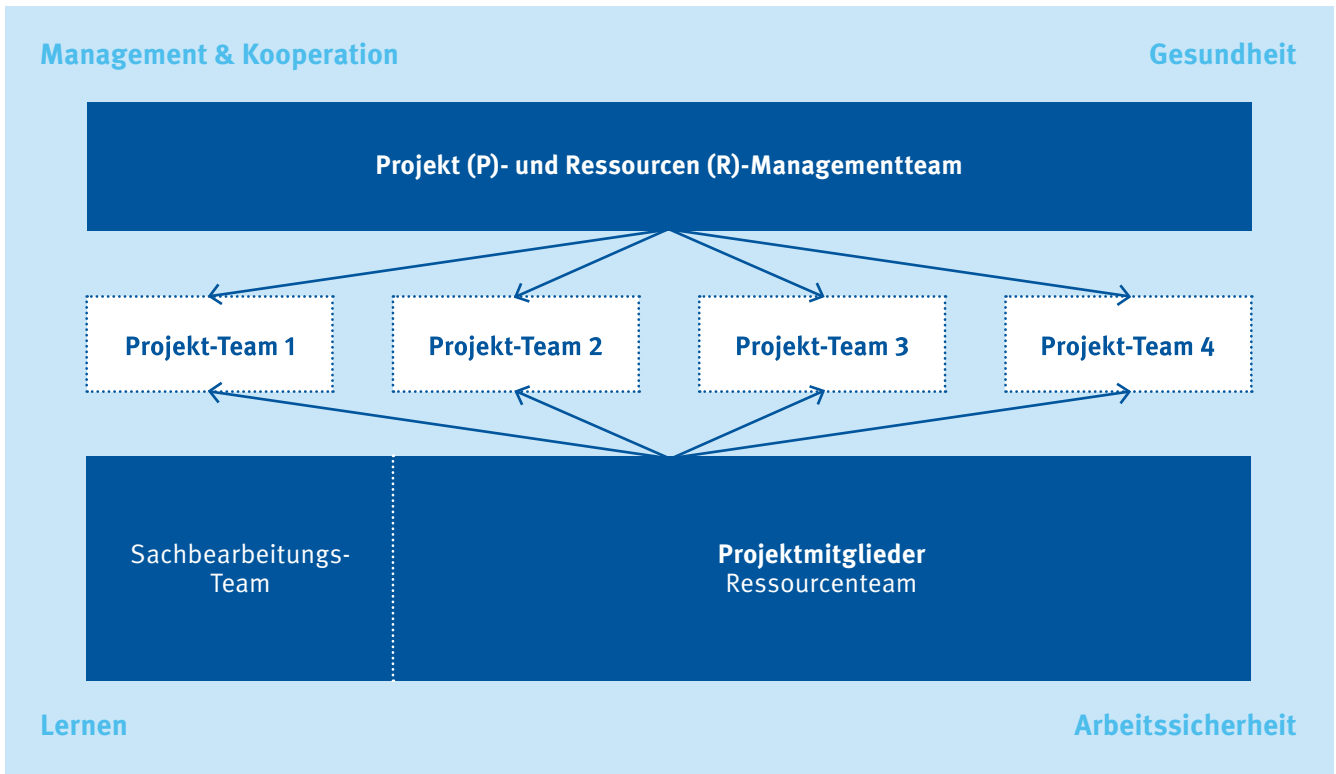 Management & Kooperation
Gesundheit
Projekt (P)- und Ressourcen (R)-Managementteam
Projekt-Team 1
Projekt-Team 2
Projekt-Team 3
Projekt-Team 4
Sachbearbeitungs-
Team
Projektmitglieder
Ressourcenteam
Lernen
Arbeitssicherheit